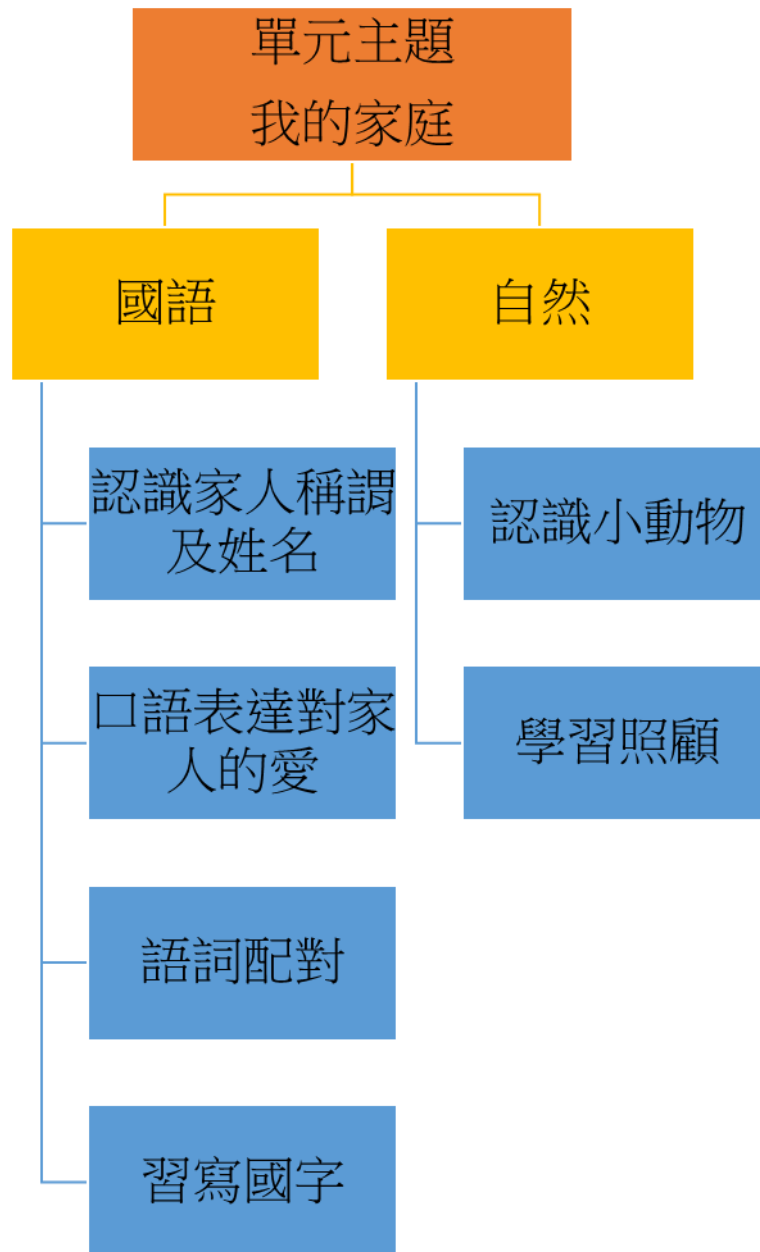 單元主題
我的家庭
國語
自然
認識家人稱謂
及姓名
認識小動物
口語表達對家
人的愛
學習照顧
語詞配對
習寫國字